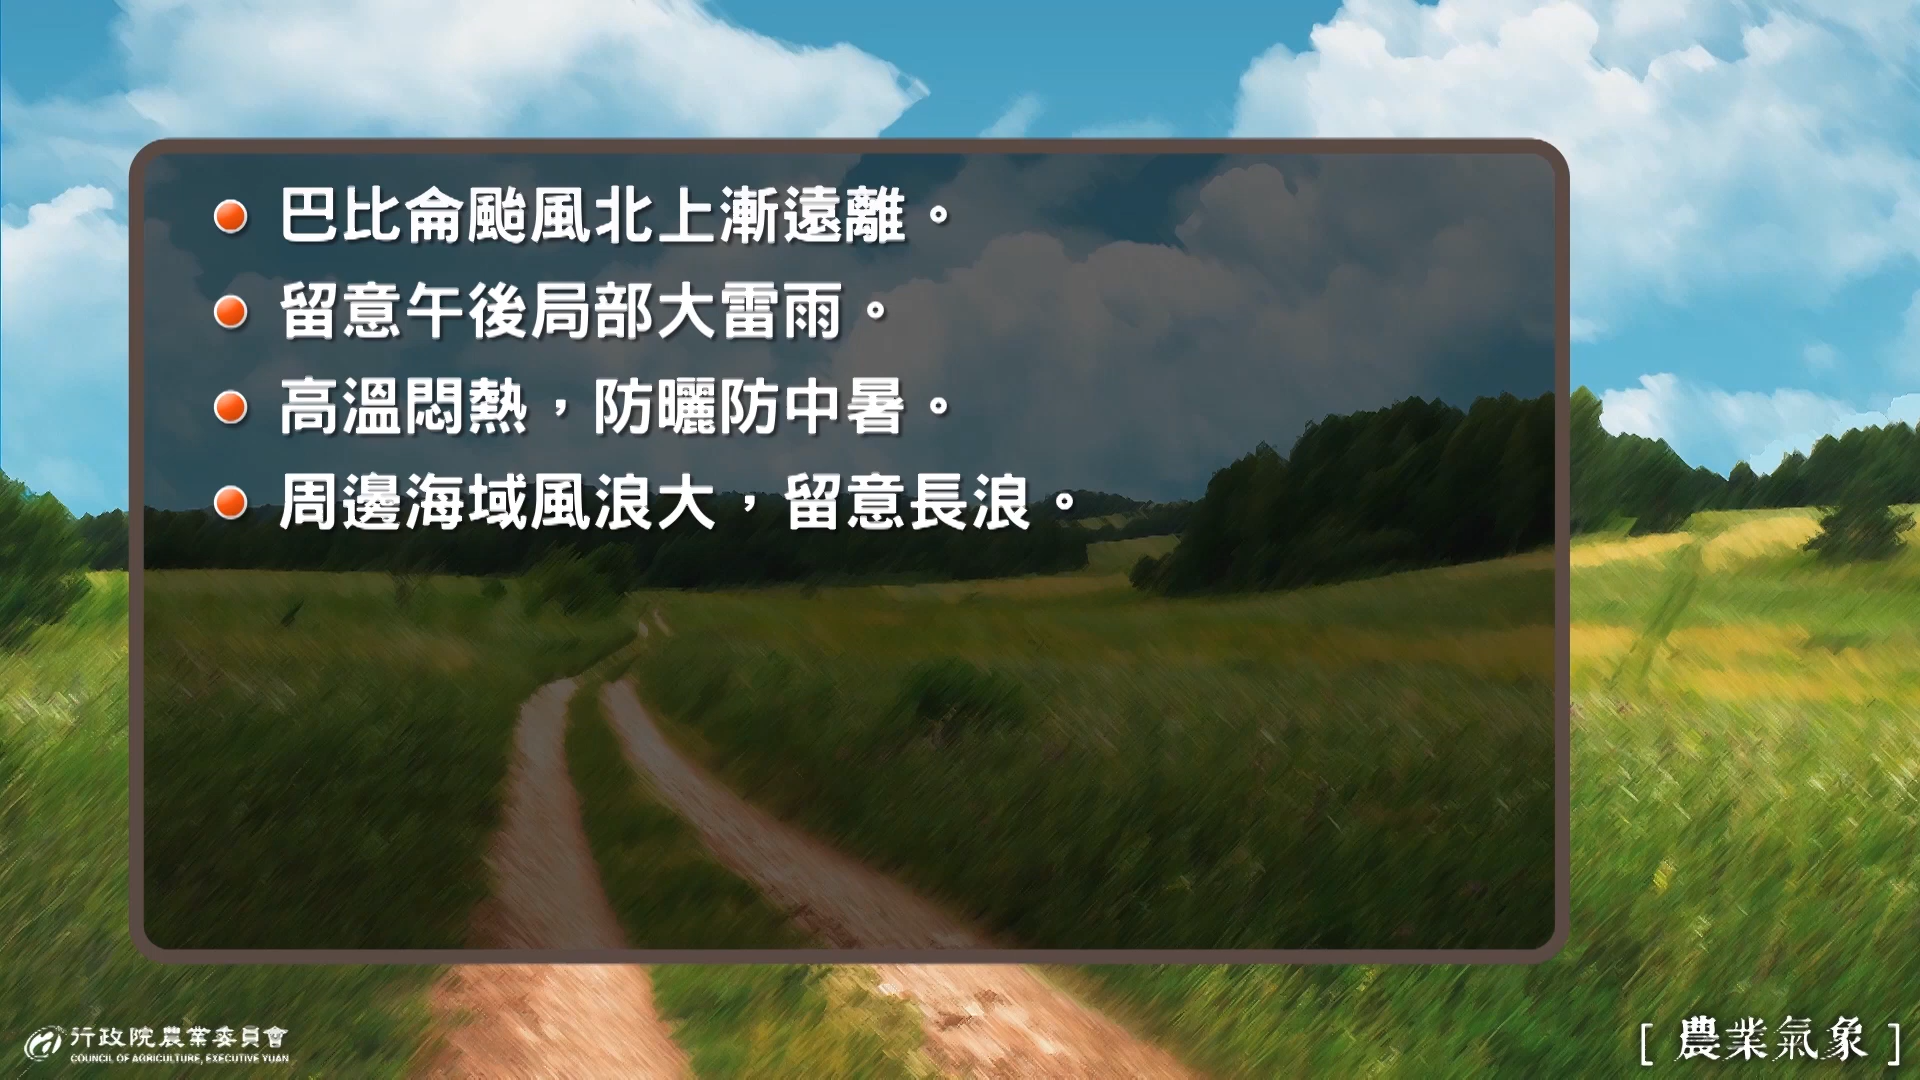 巴比侖颱風北上漸遠離。
留意午後局部大雷雨。
高溫悶熱，防曬防中暑。
周邊海域風浪大，留意長浪。
行政院農業委員會
COUNCIL OF AGRICULTURE, EXECUTIVE YUAN
[ 農業氣象 ]